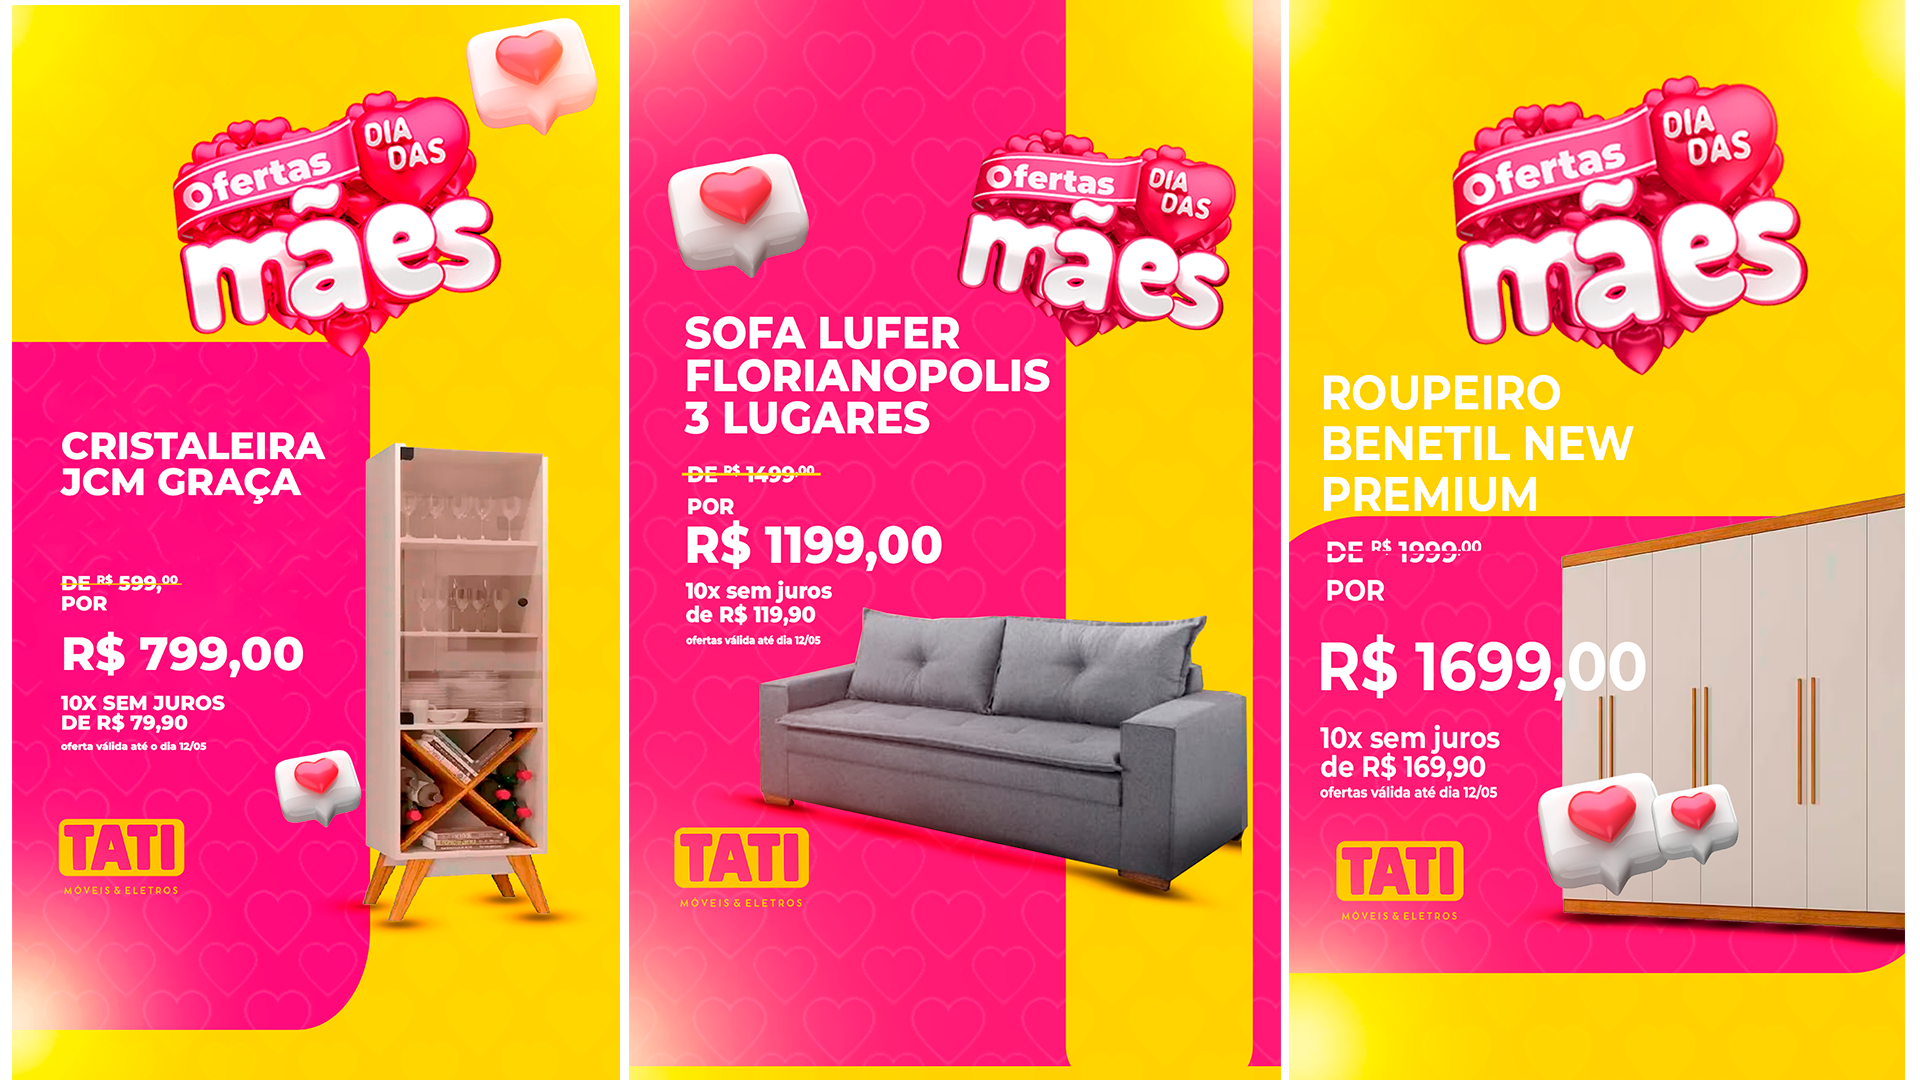 Ofertas
DIA
DAS
mães
CRISTALEIRA
JCM GRAÇA
DE R$ 599,00
POR
R$ 799,00
10X SEM JUROS
DE R$ 79,90
oferta válida até o dia 12/05
TATI
MÓVEIS & ELETROS
Ofertas
DIA
DAS
mães
SOFA LUFER
FLORIANOPOLIS
3 LUGARES
DE R$ 1499,00
POR
R$ 1199,00
10x sem juros
de R$ 119,90
ofertas válida até dia 12/05
TATI
MÓVEIS & ELETROS
Ofertas
DIA
DAS
mães
ROUPEIRO
BENETIL NEW
PREMIUM
DE R$ 1999,00
POR
R$ 1699,00
10x sem juros
de R$ 169,90
ofertas válida até dia 12/05
TATI
MÓVEIS & ELETROS